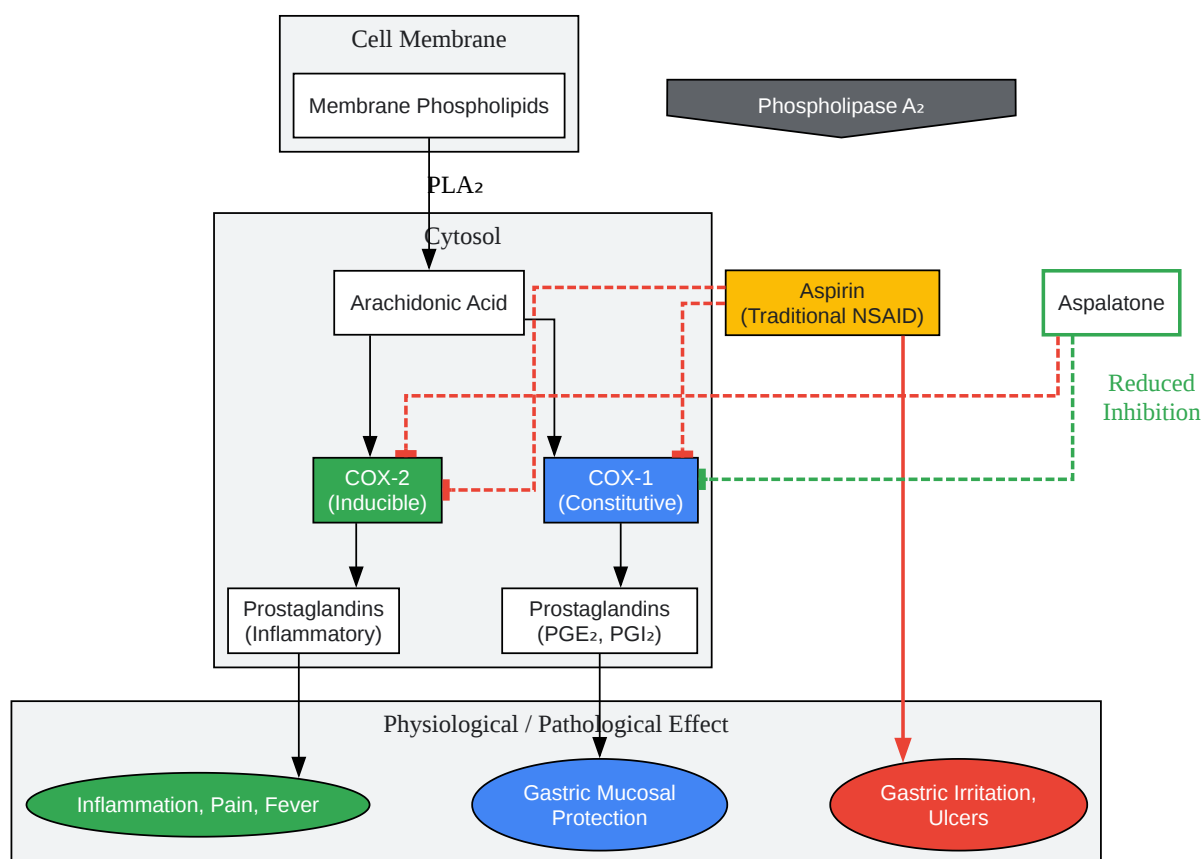 Cell Membrane
Membrane Phospholipids
Phospholipase A₂
PLA₂
Cytosol
Arachidonic Acid
Aspirin
(Traditional NSAID)
Aspalatone
Reduced
Inhibition
COX-2
(Inducible)
COX-1
(Constitutive)
Prostaglandins
(Inflammatory)
Prostaglandins
(PGE₂, PGI₂)
Physiological / Pathological Effect
Inflammation, Pain, Fever
Gastric Mucosal
Protection
Gastric Irritation,
Ulcers